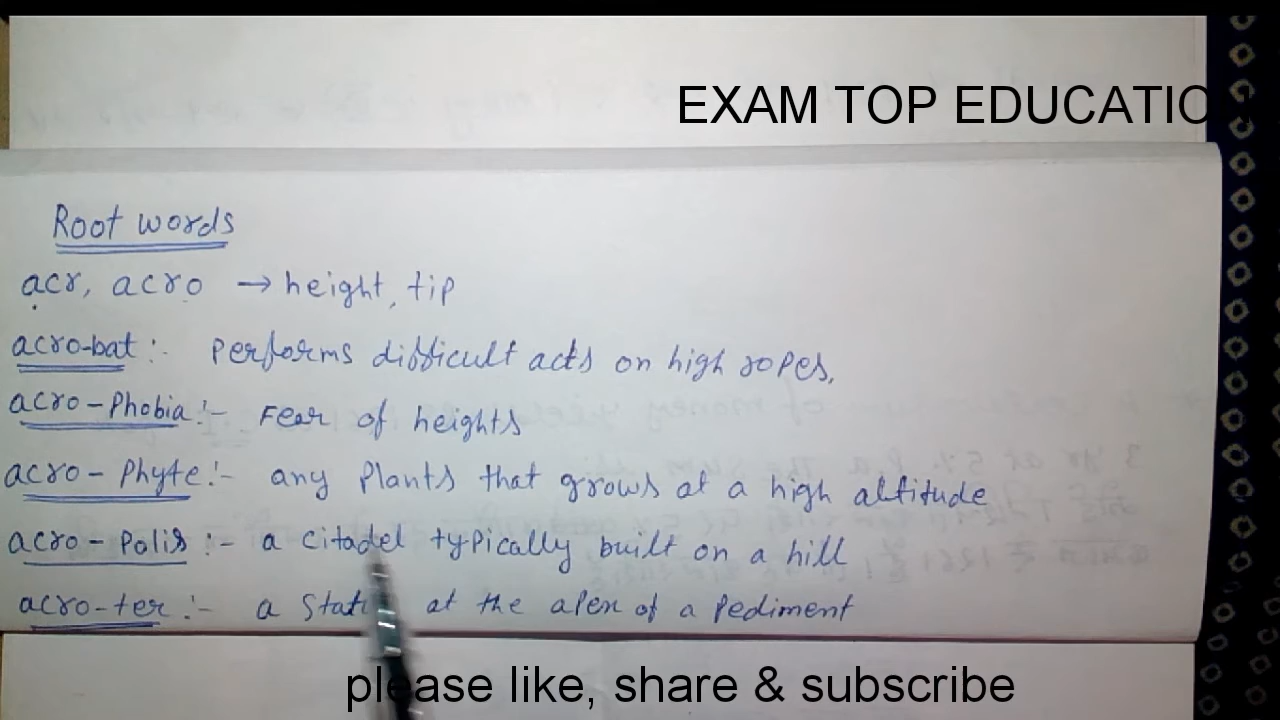 EXAM TOP EDUCATION
Root words
acr, acro → height, tip
acro-bat :- Performs difficult acts on high ropes,
acro-Phobia :- Fear of heights
acro-Phyte :- any Plants that grows at a high altitude
acro-Polis :- a citadel typically built on a hill
acro-ter :- a at the apex of a Pediment
please like, share & subscribe